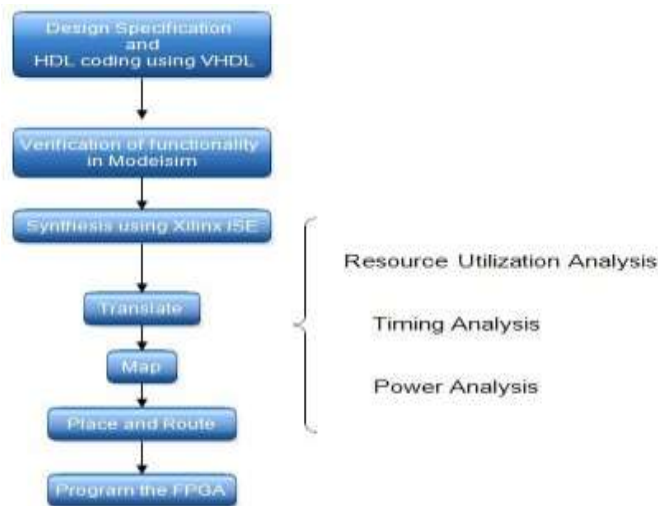 Design Specification
and
HDL coding using VHDL
Verification of functionality
in Modelsim
Synthesis using Xilinx ISE
Translate
Map
Place and Route
Program the FPGA
Resource Utilization Analysis
Timing Analysis
Power Analysis